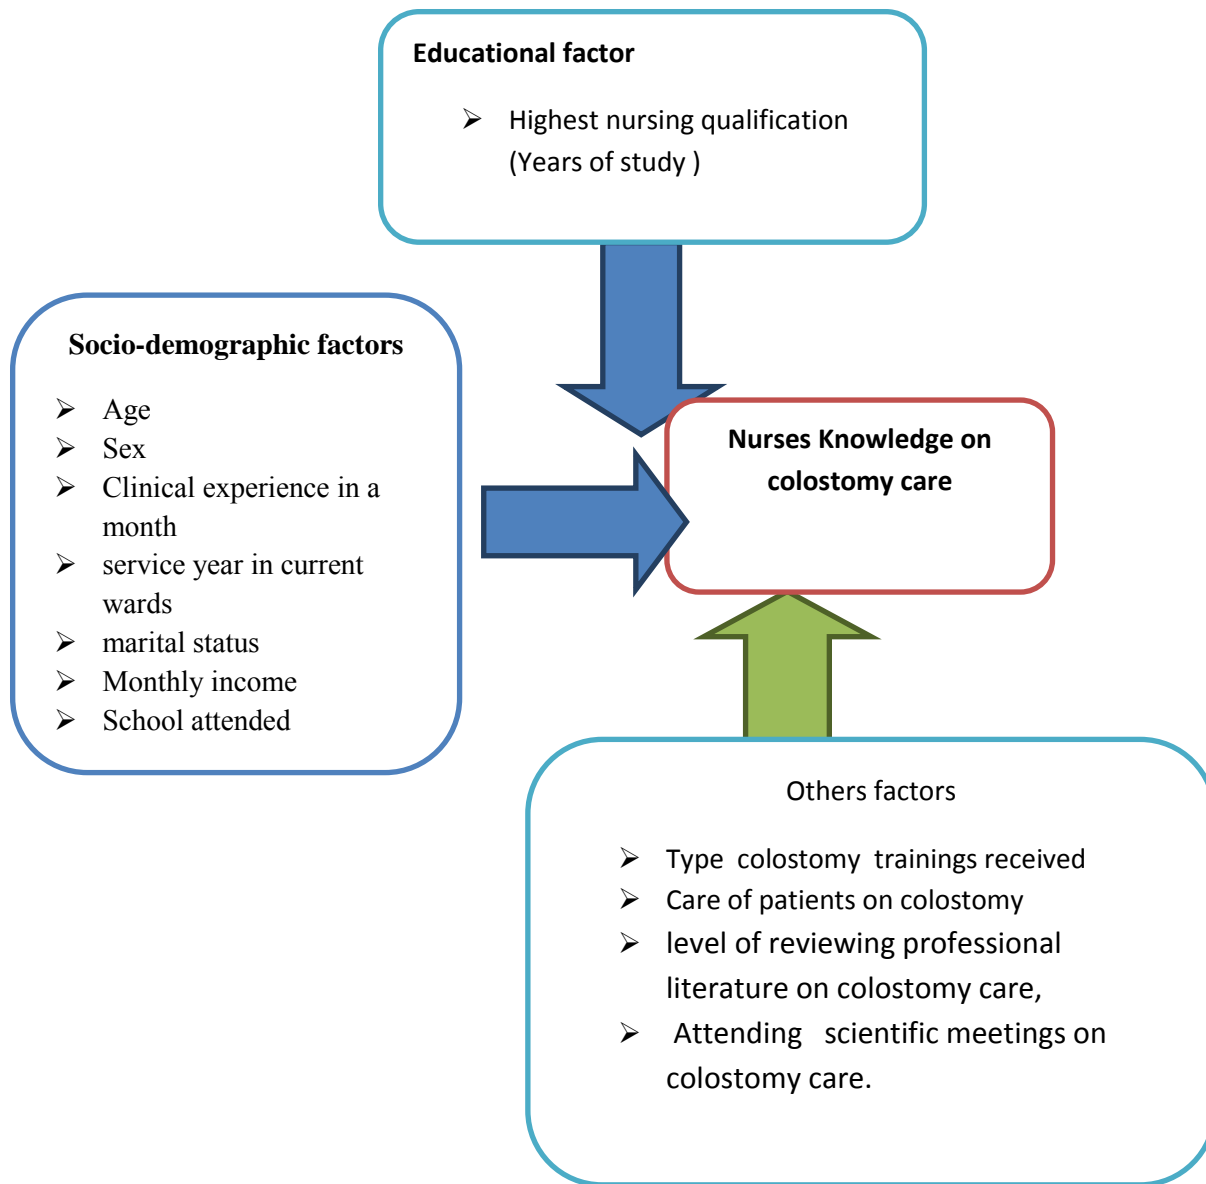 Educational factor
➢ Highest nursing qualification
(Years of study )
Socio-demographic factors
➢ Age
➢ Sex
➢ Clinical experience in a
month
➢ service year in current
wards
➢ marital status
➢ Monthly income
➢ School attended
Nurses Knowledge on
colostomy care
Others factors
➢ Type colostomy trainings received
➢ Care of patients on colostomy
➢ level of reviewing professional
literature on colostomy care,
➢ Attending scientific meetings on
colostomy care.